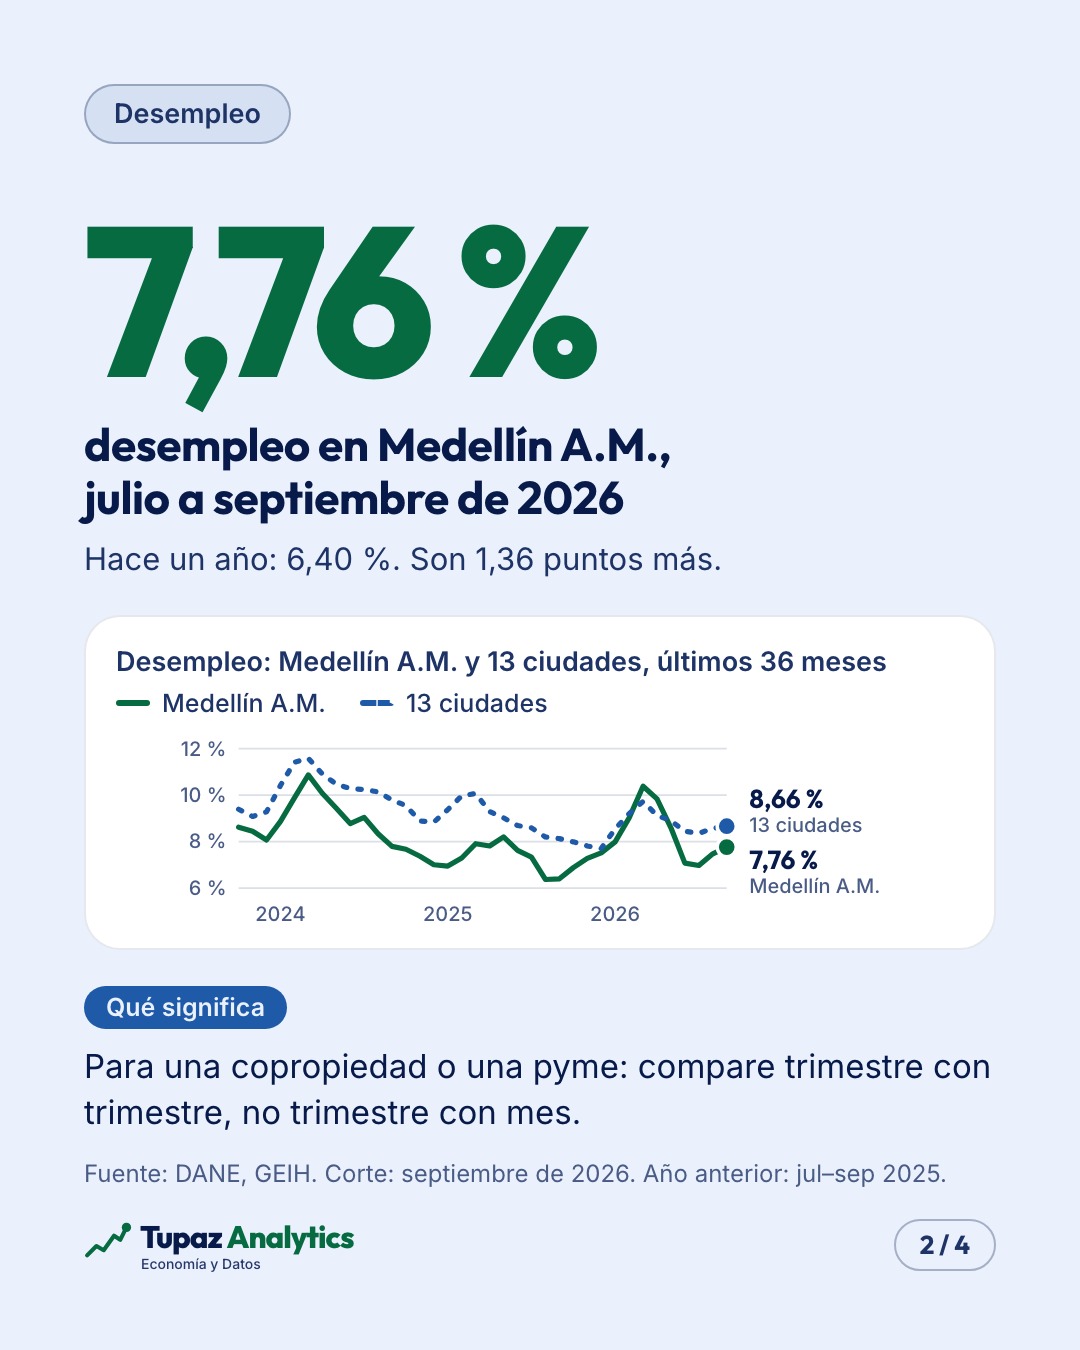 Desempleo
7,76 %
desempleo en Medellín A.M.,
julio a septiembre de 2026
Hace un año: 6,40 %. Son 1,36 puntos más.
Desempleo: Medellín A.M. y 13 ciudades, últimos 36 meses
Medellín A.M. 13 ciudades
12 %
10 %
8 %
6 %
2024 2025 2026
8,66 %
13 ciudades
7,76 %
Medellín A.M.
Qué significa
Para una copropiedad o una pyme: compare trimestre con
trimestre, no trimestre con mes.
Fuente: DANE, GEIH. Corte: septiembre de 2026. Año anterior: jul–sep 2025.
Tupaz Analytics
Economía y Datos
2 / 4